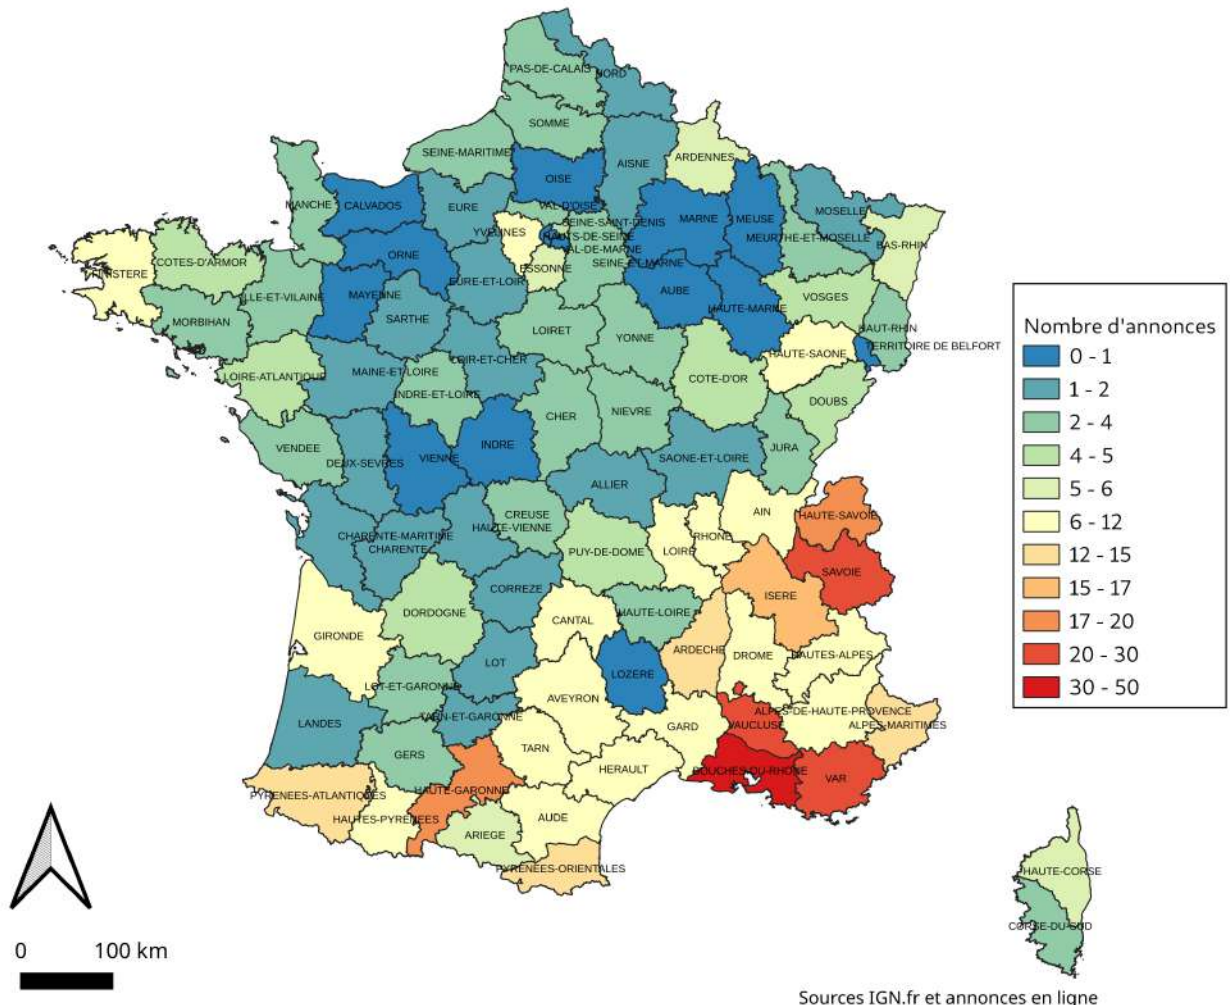 PAS-DE-CALAIS
NORD
SOMME
SEINE-MARITIME
AISNE
ARDENNES
OISE
MANCHE
CALVADOS
EURE
VAL-D'OISE
SEINE-SAINT-DENIS
MARNE
MEUSE
MOSELLE
YVELINES
HAUTS-DE-SEINE
MEURTHE-ET-MOSELLE
BAS-RHIN
VAL-DE-MARNE
ORNE
COTES-D'ARMOR
SEINE-ET-MARNE
ESSONNE
FINISTERE
EURE-ET-LOIR
AUBE
ILLE-ET-VILAINE
MAYENNE
VOSGES
HAUTE-MARNE
MORBIHAN
SARTHE
LOIRET
HAUT-RHIN
YONNE
TERRITOIRE DE BELFORT
HAUTE-SAONE
LOIR-ET-CHER
MAINE-ET-LOIRE
LOIRE-ATLANTIQUE
COTE-D'OR
INDRE-ET-LOIRE
DOUBS
NIEVRE
CHER
INDRE
VENDEE
JURA
VIENNE
SAONE-ET-LOIRE
DEUX-SEVRES
ALLIER
AIN
CREUSE
HAUTE-SAVOIE
HAUTE-VIENNE
CHARENTE-MARITIME
RHONE
CHARENTE
PUY-DE-DOME
LOIRE
SAVOIE
CORREZE
ISERE
DORDOGNE
HAUTE-LOIRE
CANTAL
GIRONDE
ARDECHE
DROME
HAUTES-ALPES
LOT
LOZERE
LOT-ET-GARONNE
AVEYRON
ALPES-DE-HAUTE-PROVENCE
TARN-ET-GARONNE
LANDES
VAUCLUSE
ALPES-MARITIMES
GARD
TARN
GERS
HERAULT
BOUCHES-DU-RHONE
VAR
HAUTE-GARONNE
PYRENEES-ATLANTIQUES
HAUTES-PYRENEES
AUDE
ARIEGE
PYRENEES-ORIENTALES
HAUTE-CORSE
CORSE-DU-SUD
Nombre d'annonces
0 - 1
1 - 2
2 - 4
4 - 5
5 - 6
6 - 12
12 - 15
15 - 17
17 - 20
20 - 30
30 - 50
0 100 km
Sources IGN.fr et annonces en ligne